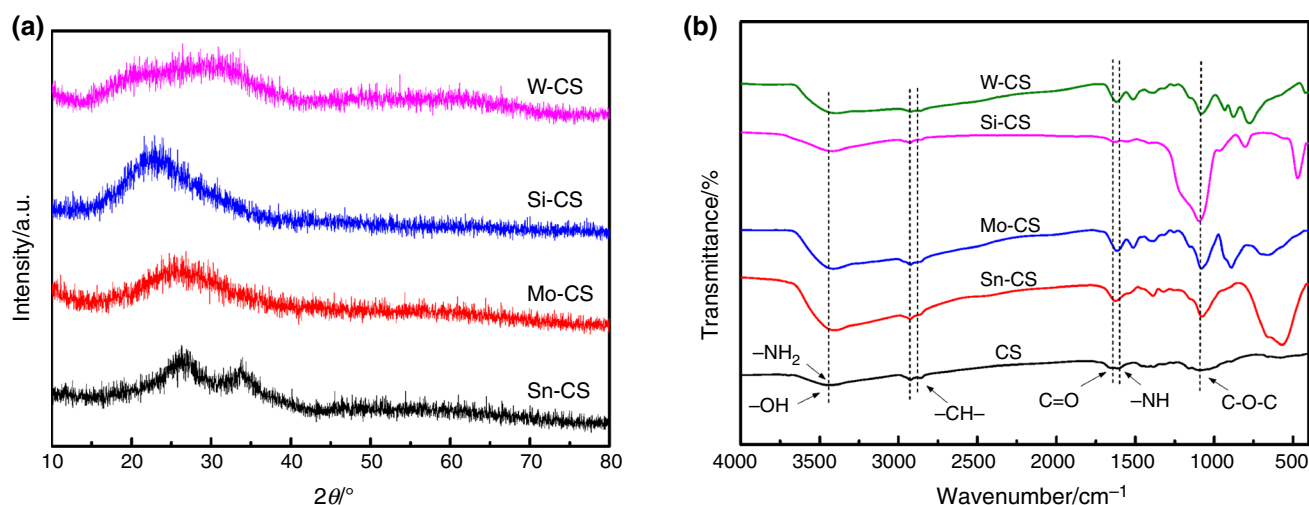 (a)
Intensity/a.u.
W-CS
Si-CS
Mo-CS
Sn-CS
10 20 30 40 50 60 70 80
2θ/°
(b)
Transmittance/%
W-CS
Si-CS
Mo-CS
Sn-CS
CS
–NH₂
–OH
–CH–
C=O
–NH
C-O-C
4000 3500 3000 2500 2000 1500 1000 500
Wavenumber/cm⁻¹